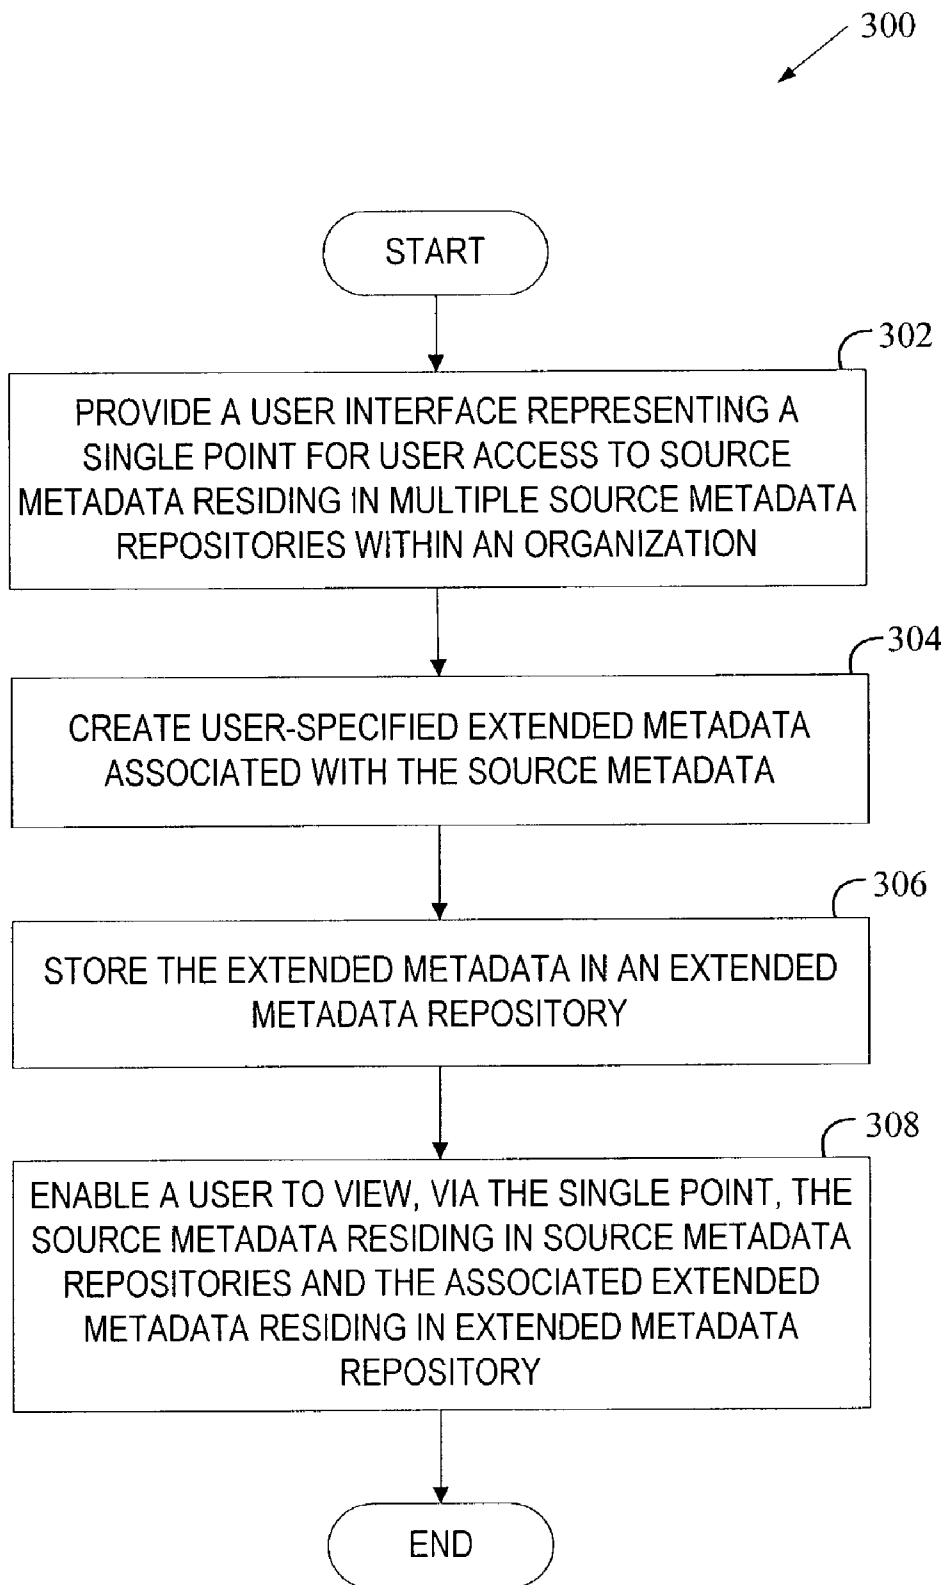 300
START
302
PROVIDE A USER INTERFACE REPRESENTING A
SINGLE POINT FOR USER ACCESS TO SOURCE
METADATA RESIDING IN MULTIPLE SOURCE METADATA
REPOSITORIES WITHIN AN ORGANIZATION
304
CREATE USER-SPECIFIED EXTENDED METADATA
ASSOCIATED WITH THE SOURCE METADATA
306
STORE THE EXTENDED METADATA IN AN EXTENDED
METADATA REPOSITORY
308
ENABLE A USER TO VIEW, VIA THE SINGLE POINT, THE
SOURCE METADATA RESIDING IN SOURCE METADATA
REPOSITORIES AND THE ASSOCIATED EXTENDED
METADATA RESIDING IN EXTENDED METADATA
REPOSITORY
END